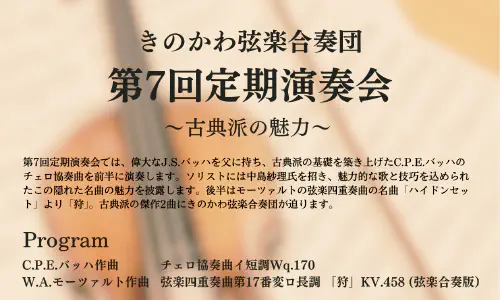 きのかわ弦楽合奏団
第7回定期演奏会
～古典派の魅力～
第7回定期演奏会では、偉大なJ.S.バッハを父に持ち、古典派の基礎を築き上げたC.P.E.バッハの
チェロ協奏曲を前半に演奏します。ソリストには中島紗理氏を招き、魅力的な歌と技巧を込められ
たこの隠れた名曲の魅力を披露します。後半はモーツァルトの弦楽四重奏曲の名曲「ハイドンセッ
ト」より「狩」。古典派の傑作2曲にきのかわ弦楽合奏団が迫ります。
Program
C.P.E.バッハ作曲 チェロ協奏曲イ短調Wq.170
W.A.モーツァルト作曲 弦楽四重奏曲第17番変ロ長調 「狩」KV.458 (弦楽合奏版)